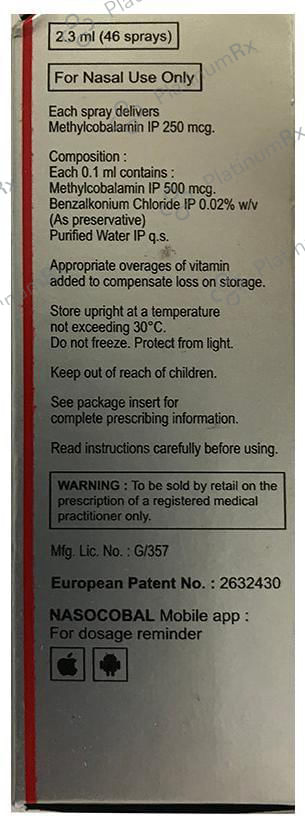 2.3 ml (46 sprays)
For Nasal Use Only
Each spray delivers
Methylcobalamin IP 250 mcg.
Composition :
Each 0.1 ml contains :
Methylcobalamin IP 500 mcg.
Benzalkonium Chloride IP 0.02% w/v
(As preservative)
Purified Water IP q.s.
Appropriate overages of vitamin
added to compensate loss on storage.
Store upright at a temperature
not exceeding 30°C.
Do not freeze. Protect from light.
Keep out of reach of children.
See package insert for
complete prescribing information.
Read instructions carefully before using.
WARNING : To be sold by retail on the
prescription of a registered medical
practitioner only.
Mfg. Lic. No. : G/357
European Patent No. : 2632430
NASOCOBAL Mobile app :
For dosage reminder
PlatinumRx
PlatinumRx